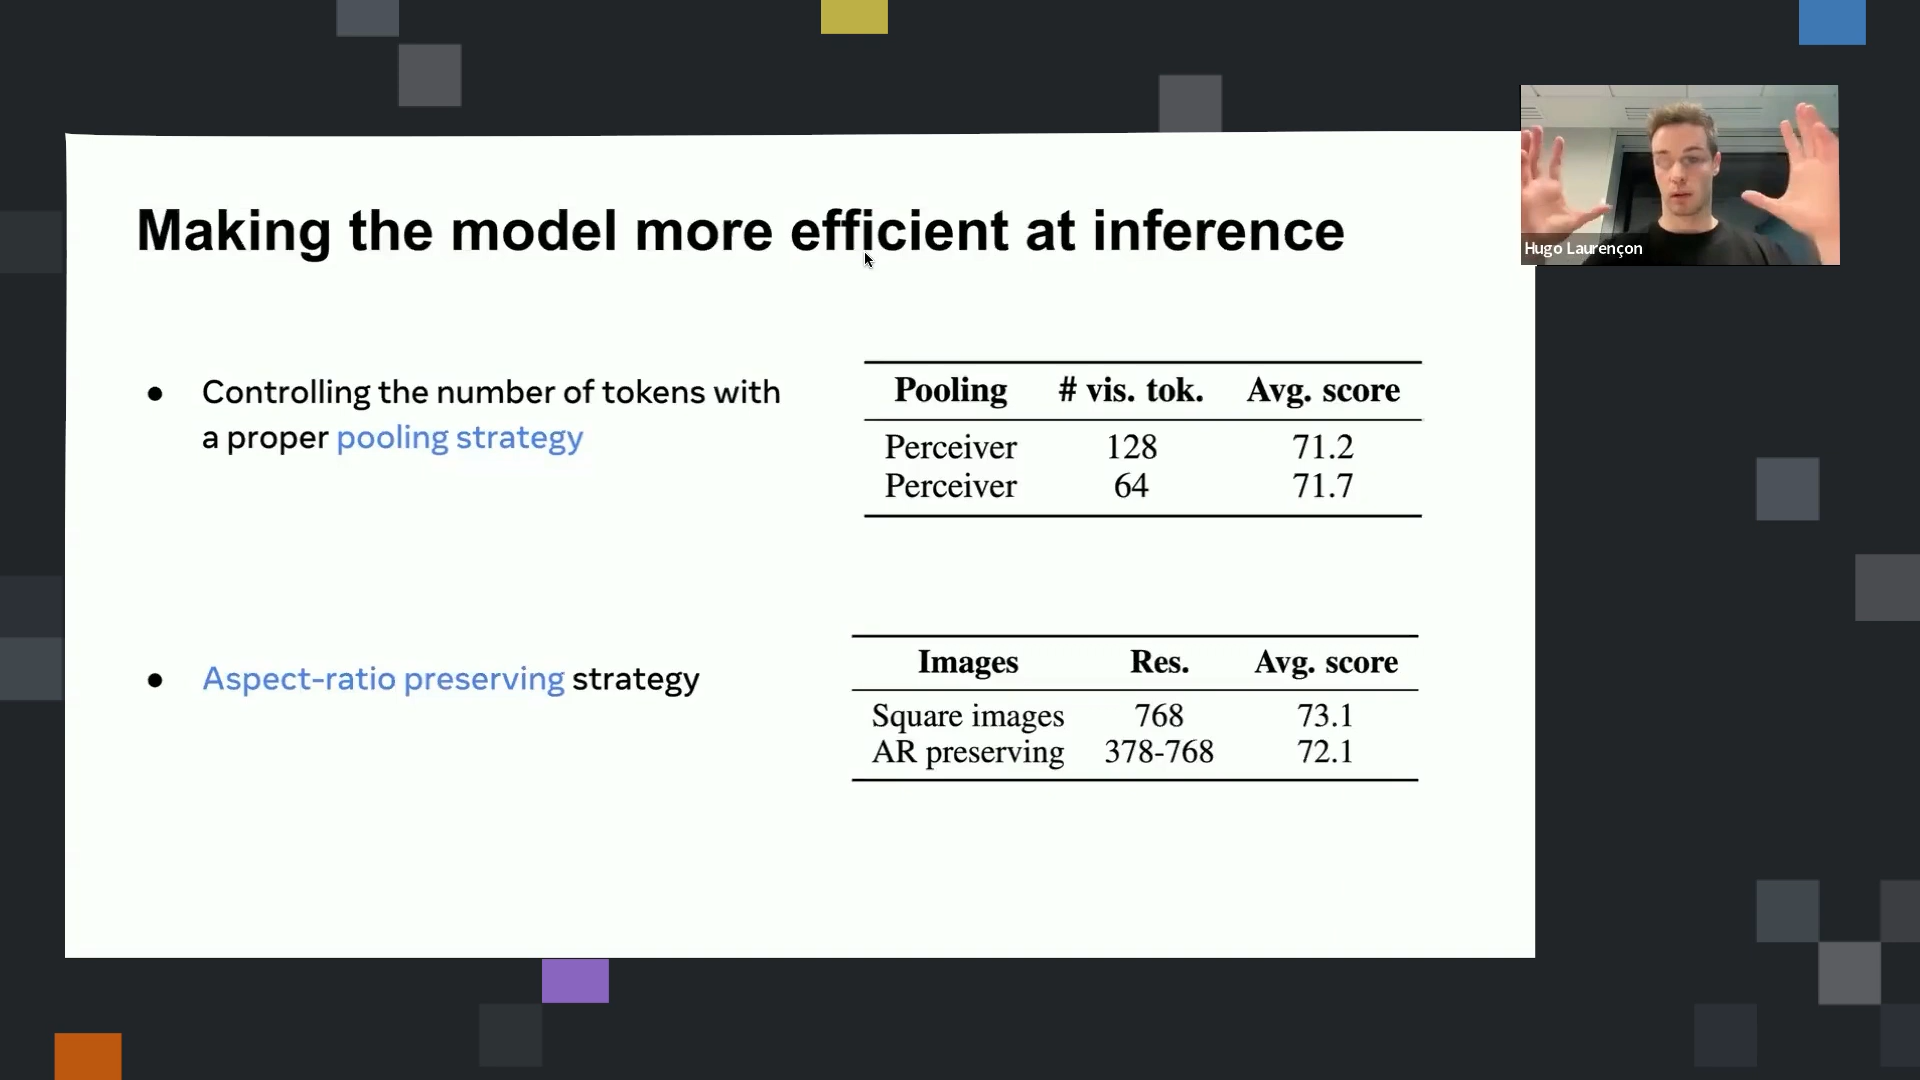 Making the model more efficient at inference
Hugo Laurençon
● Controlling the number of tokens with
a proper pooling strategy
Pooling # vis. tok. Avg. score
Perceiver 128 71.2
Perceiver 64 71.7
● Aspect-ratio preserving strategy
Images Res. Avg. score
Square images 768 73.1
AR preserving 378-768 72.1